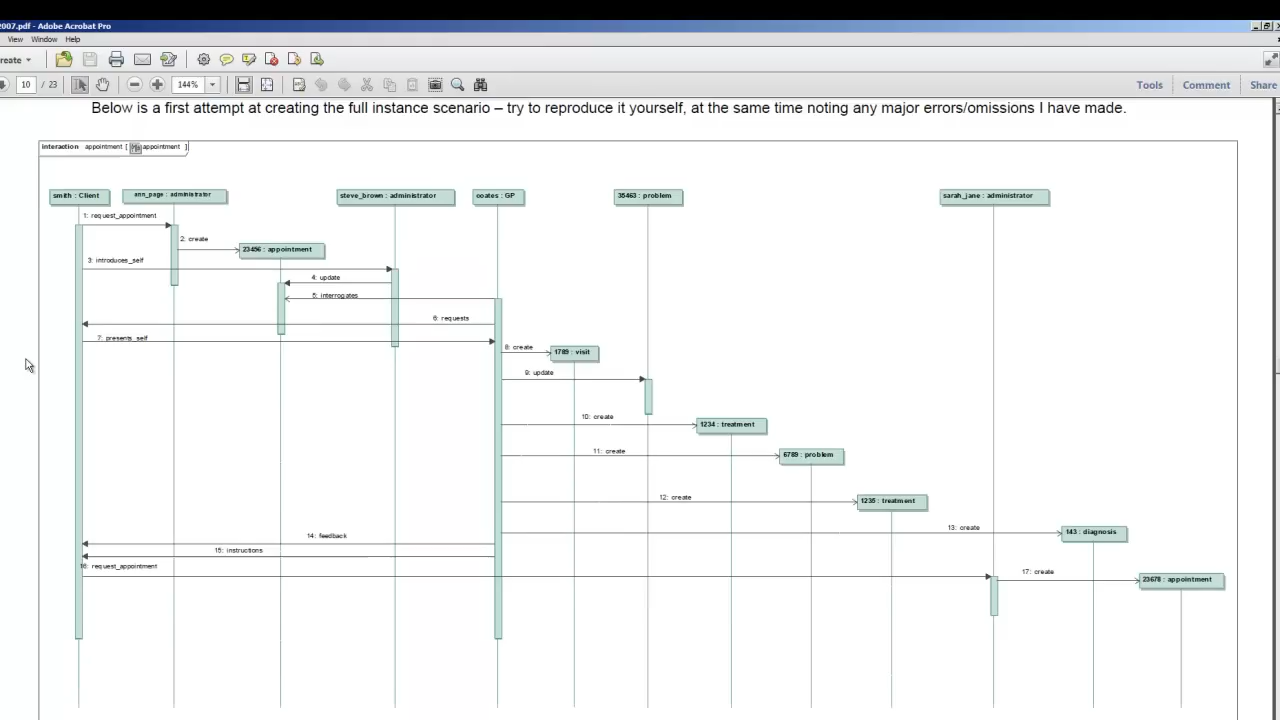 2007.pdf - Adobe Acrobat Pro
View Window Help
reate
10 / 23 144% Tools Comment Share
Below is a first attempt at creating the full instance scenario – try to reproduce it yourself, at the same time noting any major errors/omissions I have made.
interaction appointment [ appointment ]
smith : Client
ann_page : administrator
steve_brown : administrator
coates : GP
35463 : problem
sarah_jane : administrator
1: request_appointment
2: create
23456 : appointment
3: introduces_self
4: update
5: interrogates
6: requests
7: presents_self
8: create
1789 : visit
9: update
10: create
1234 : treatment
11: create
6789 : problem
12: create
1235 : treatment
13: create
143 : diagnosis
14: feedback
15: instructions
16: request_appointment
17: create
23678 : appointment